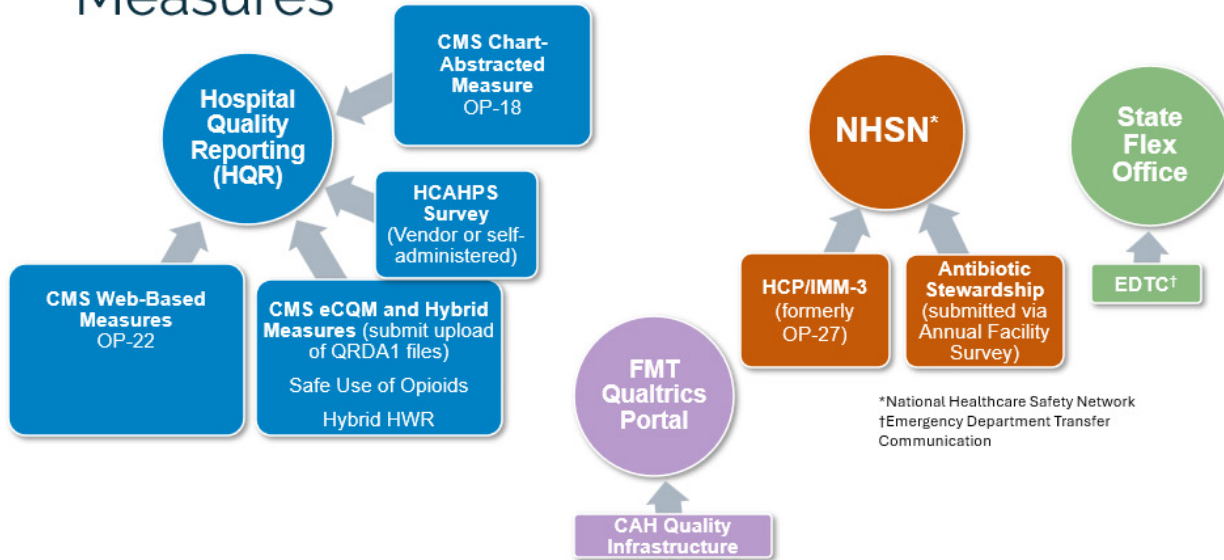 Measures
Hospital
Quality
Reporting
(HQR)
CMS Chart-
Abstracted
Measure
OP-18
HCAHPS
Survey
(Vendor or self-
administered)
CMS Web-Based
Measures
OP-22
CMS eCQM and Hybrid
Measures (submit upload
of QRDA1 files)
Safe Use of Opioids
Hybrid HWR
FMT
Qualtrics
Portal
CAH Quality
Infrastructure
NHSN*
HCP/IMM-3
(formerly
OP-27)
Antibiotic
Stewardship
(submitted via
Annual Facility
Survey)
State
Flex
Office
EDTC†
*National Healthcare Safety Network
†Emergency Department Transfer
Communication